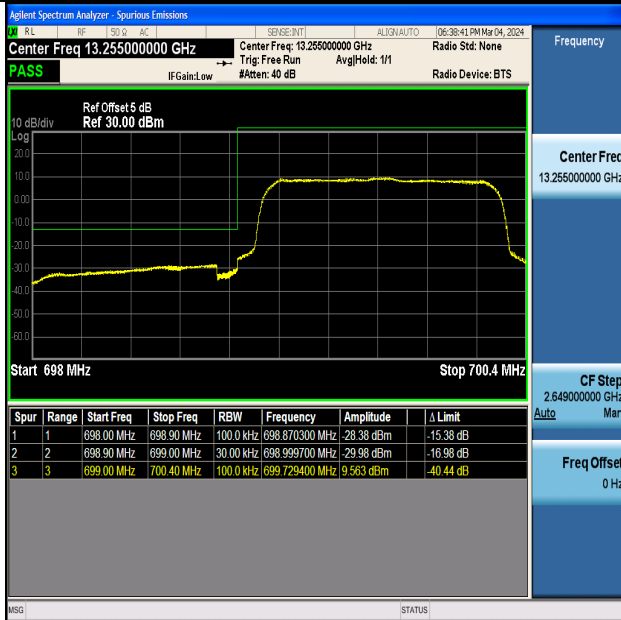 Agilent Spectrum Analyzer - Spurious Emissions
LXI RL RF 50 Ω AC SENSE:INT ALIGN AUTO 06:38:41 PM Mar 04, 2024
Center Freq 13.255000000 GHz
Center Freq: 13.255000000 GHz
Radio Std: None
Trig: Free Run Avg|Hold: 1/1
PASS
IFGain:Low
#Atten: 40 dB
Radio Device: BTS
Frequency
Ref Offset 5 dB
10 dB/div Ref 30.00 dBm
Log
20.0
10.0
0.00
-10.0
-20.0
-30.0
-40.0
-50.0
-60.0
Start 698 MHz Stop 700.4 MHz
Center Freq
13.255000000 GHz
CF Step
2.649000000 GHz
Auto Man
Freq Offset
0 Hz
Spur Range Start Freq Stop Freq RBW Frequency Amplitude Δ Limit
1 1 698.00 MHz 698.90 MHz 100.0 kHz 698.870300 MHz -28.38 dBm -15.38 dB
2 2 698.90 MHz 699.00 MHz 30.00 kHz 698.999700 MHz -29.98 dBm -16.98 dB
3 3 699.00 MHz 700.40 MHz 100.0 kHz 699.729400 MHz 9.563 dBm -40.44 dB
MSG STATUS